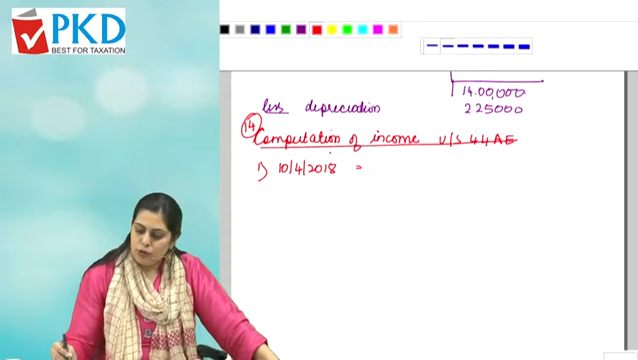 PKD
BEST FOR TAXATION
14,00,000
less depreciation 225000
14 Computation of income u/s 44AE
1) 10/4/2018 =